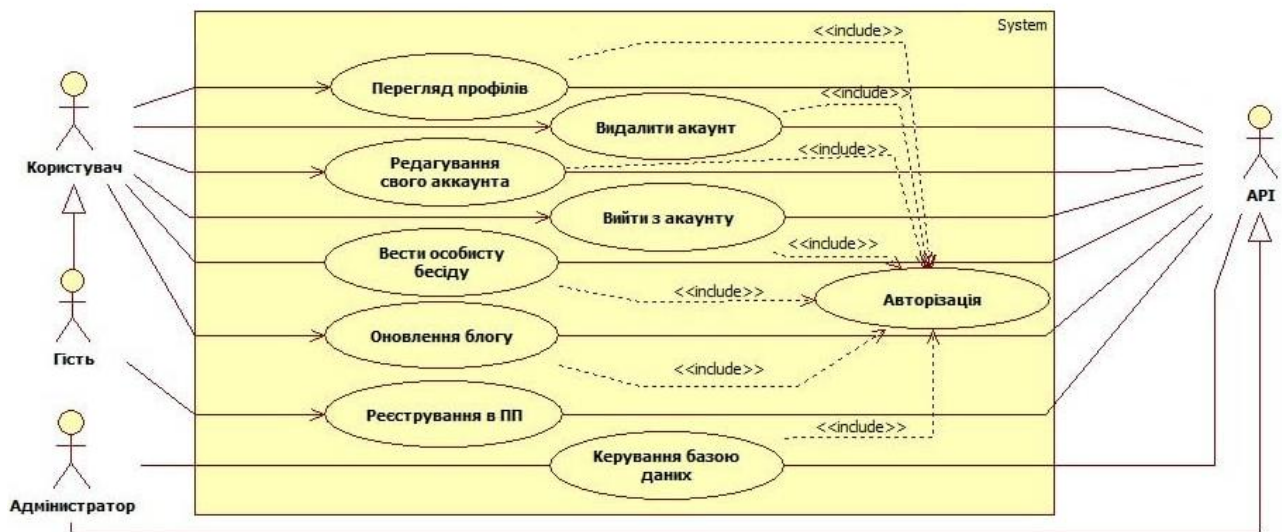 System
<<include>>
Перегляд профілів
<<include>>
Видалити акаунт
Користувач
Редагування
свого аккаунта
<<include>>
АРІ
Вийти з акаунту
<<include>>
Вести особисту
бесіду
<<include>>
Авторізація
Гість
Оновлення блогу
<<include>>
Реєстрування в ПП
<<include>>
Керування базою
даних
Адміністратор